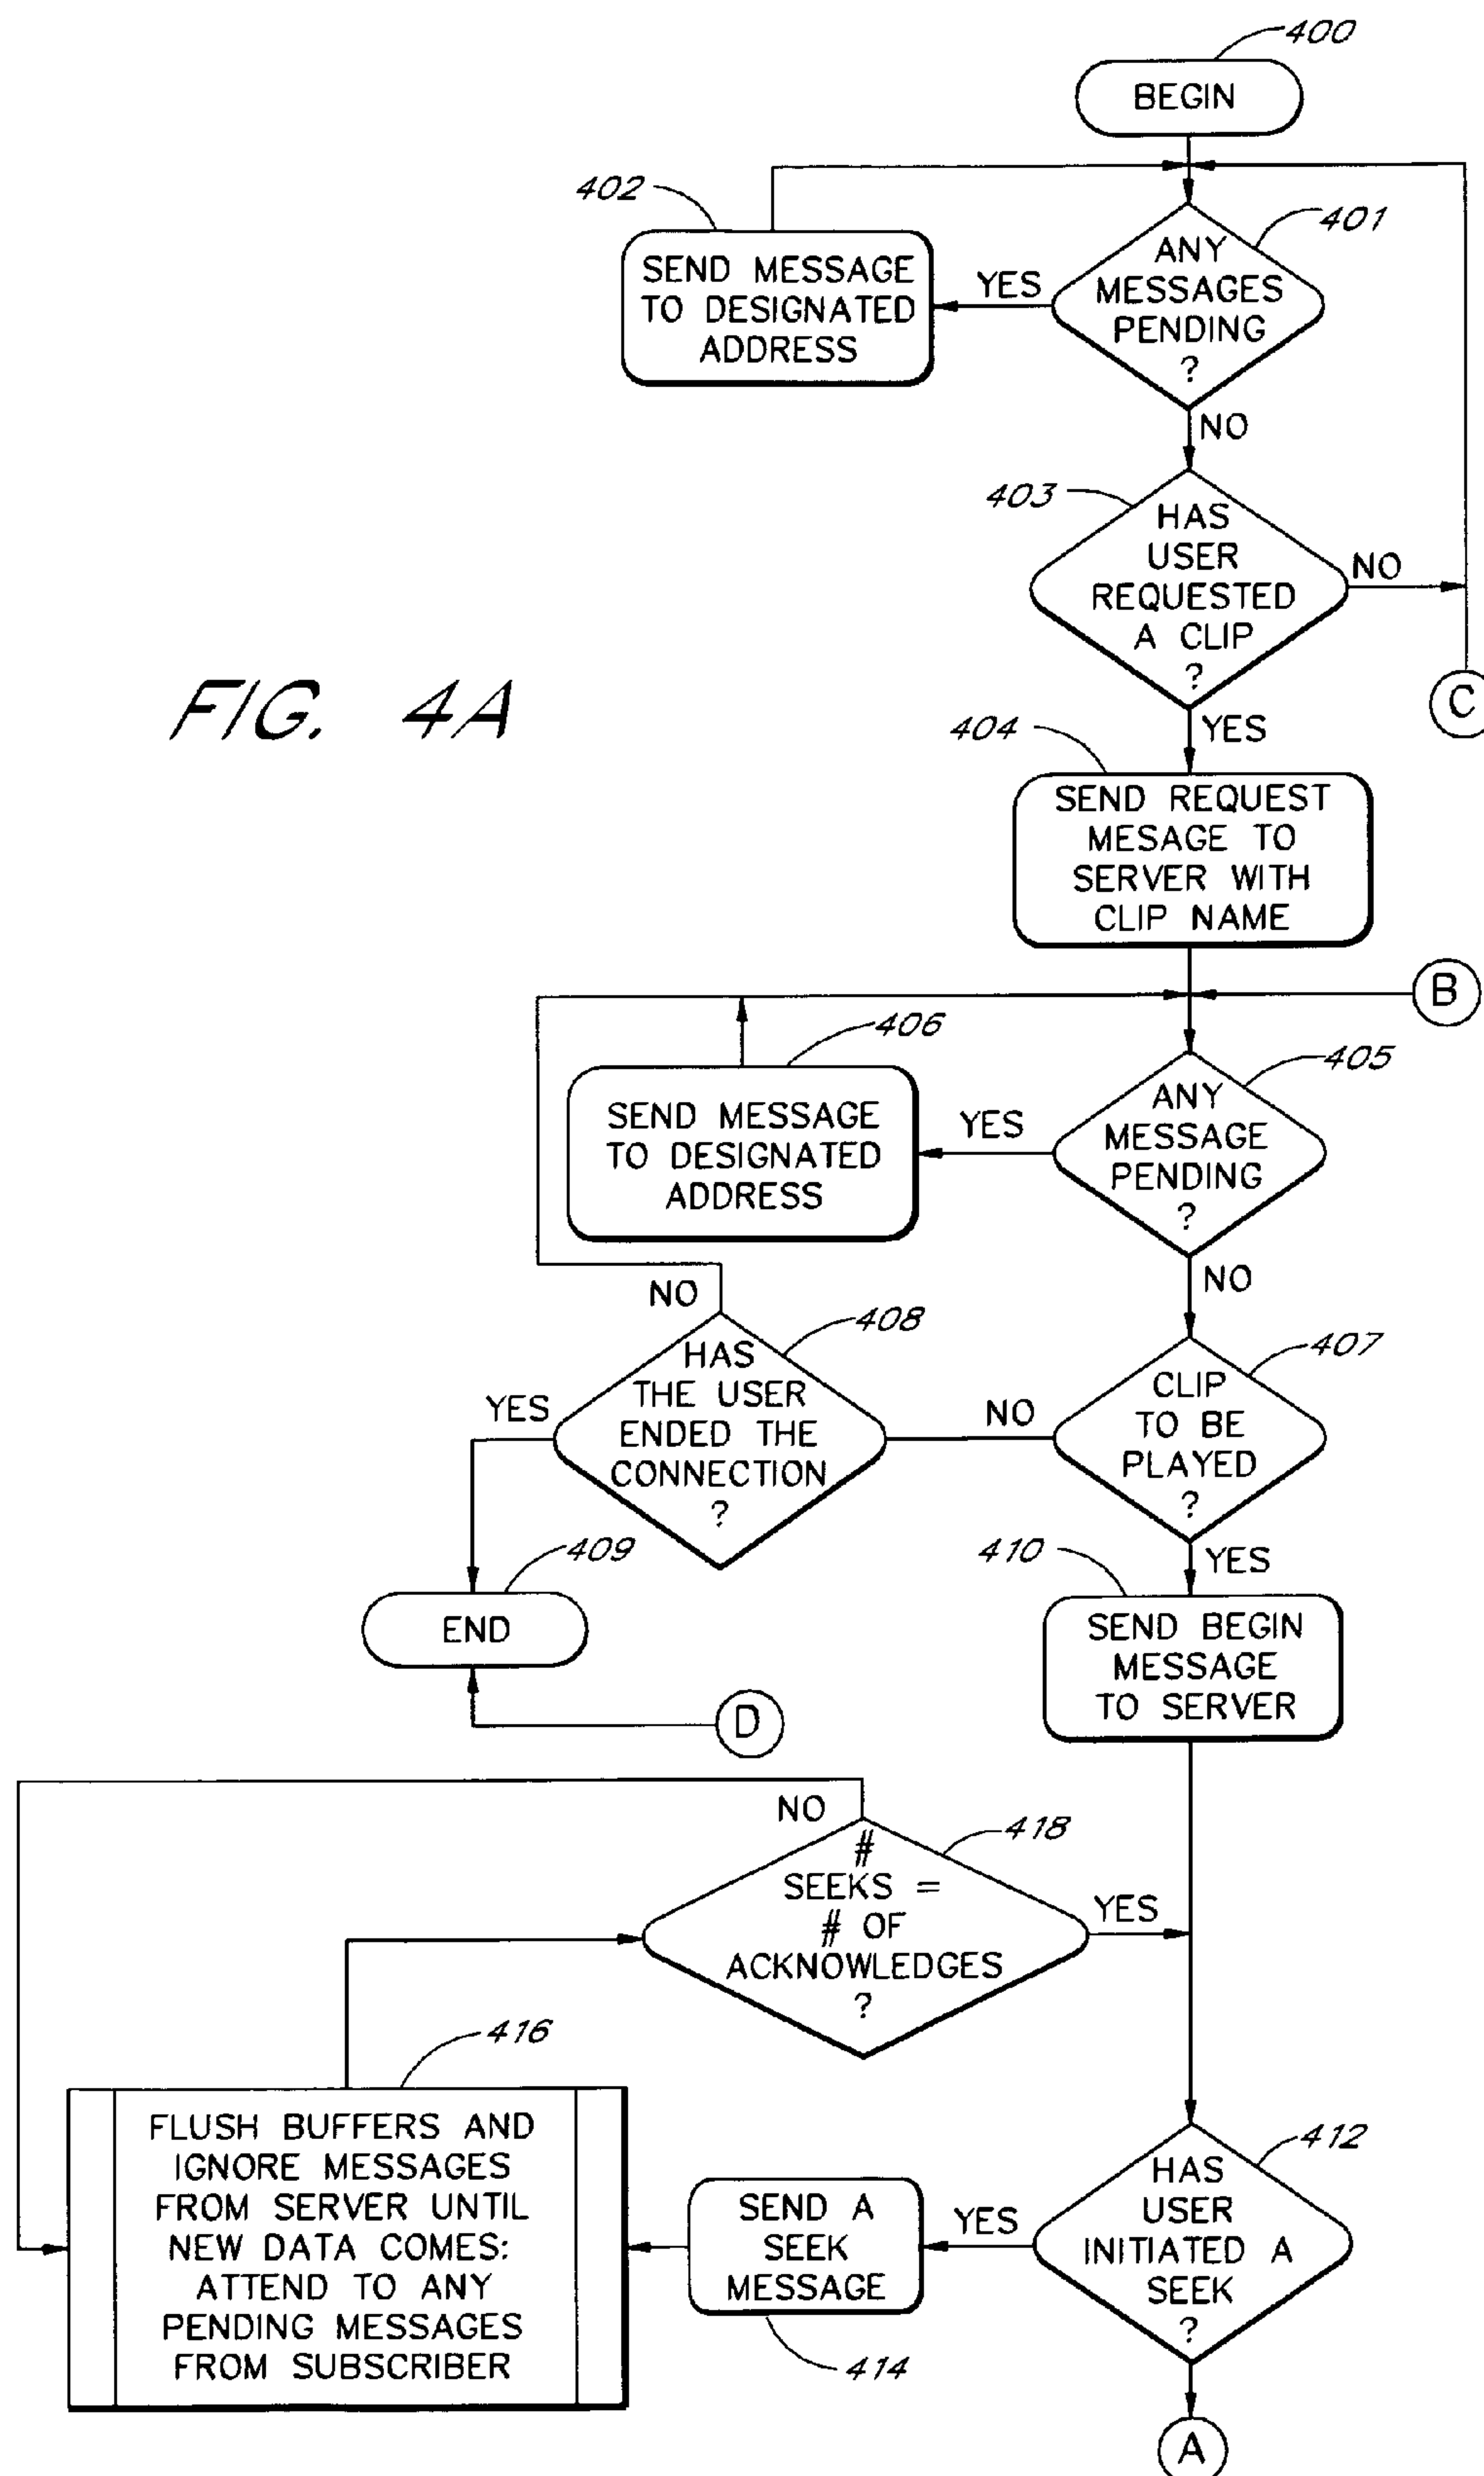 400
BEGIN
402
401
SEND MESSAGE
TO DESIGNATED
ADDRESS
YES
ANY
MESSAGES
PENDING
?
NO
403
HAS
USER
REQUESTED
A CLIP
?
NO
FIG. 4A
C
404
YES
SEND REQUEST
MESAGE TO
SERVER WITH
CLIP NAME
B
406
405
SEND MESSAGE
TO DESIGNATED
ADDRESS
YES
ANY
MESSAGE
PENDING
?
NO
NO
408
407
HAS
THE USER
ENDED THE
CONNECTION
?
YES
NO
CLIP
TO BE
PLAYED
?
409
410
YES
END
SEND BEGIN
MESSAGE
TO SERVER
D
NO
418
#
SEEKS =
# OF
ACKNOWLEDGES
?
YES
416
412
FLUSH BUFFERS AND
IGNORE MESSAGES
FROM SERVER UNTIL
NEW DATA COMES:
ATTEND TO ANY
PENDING MESSAGES
FROM SUBSCRIBER
SEND A
SEEK
MESSAGE
YES
HAS
USER
INITIATED A
SEEK
?
414
A